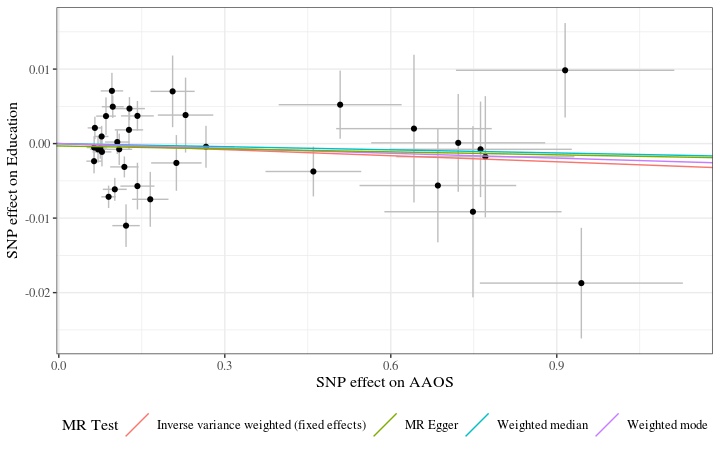 SNP effect on Education
0.01
0.00
-0.01
-0.02
0.0 0.3 0.6 0.9
SNP effect on AAOS
MR Test Inverse variance weighted (fixed effects) MR Egger Weighted median Weighted mode